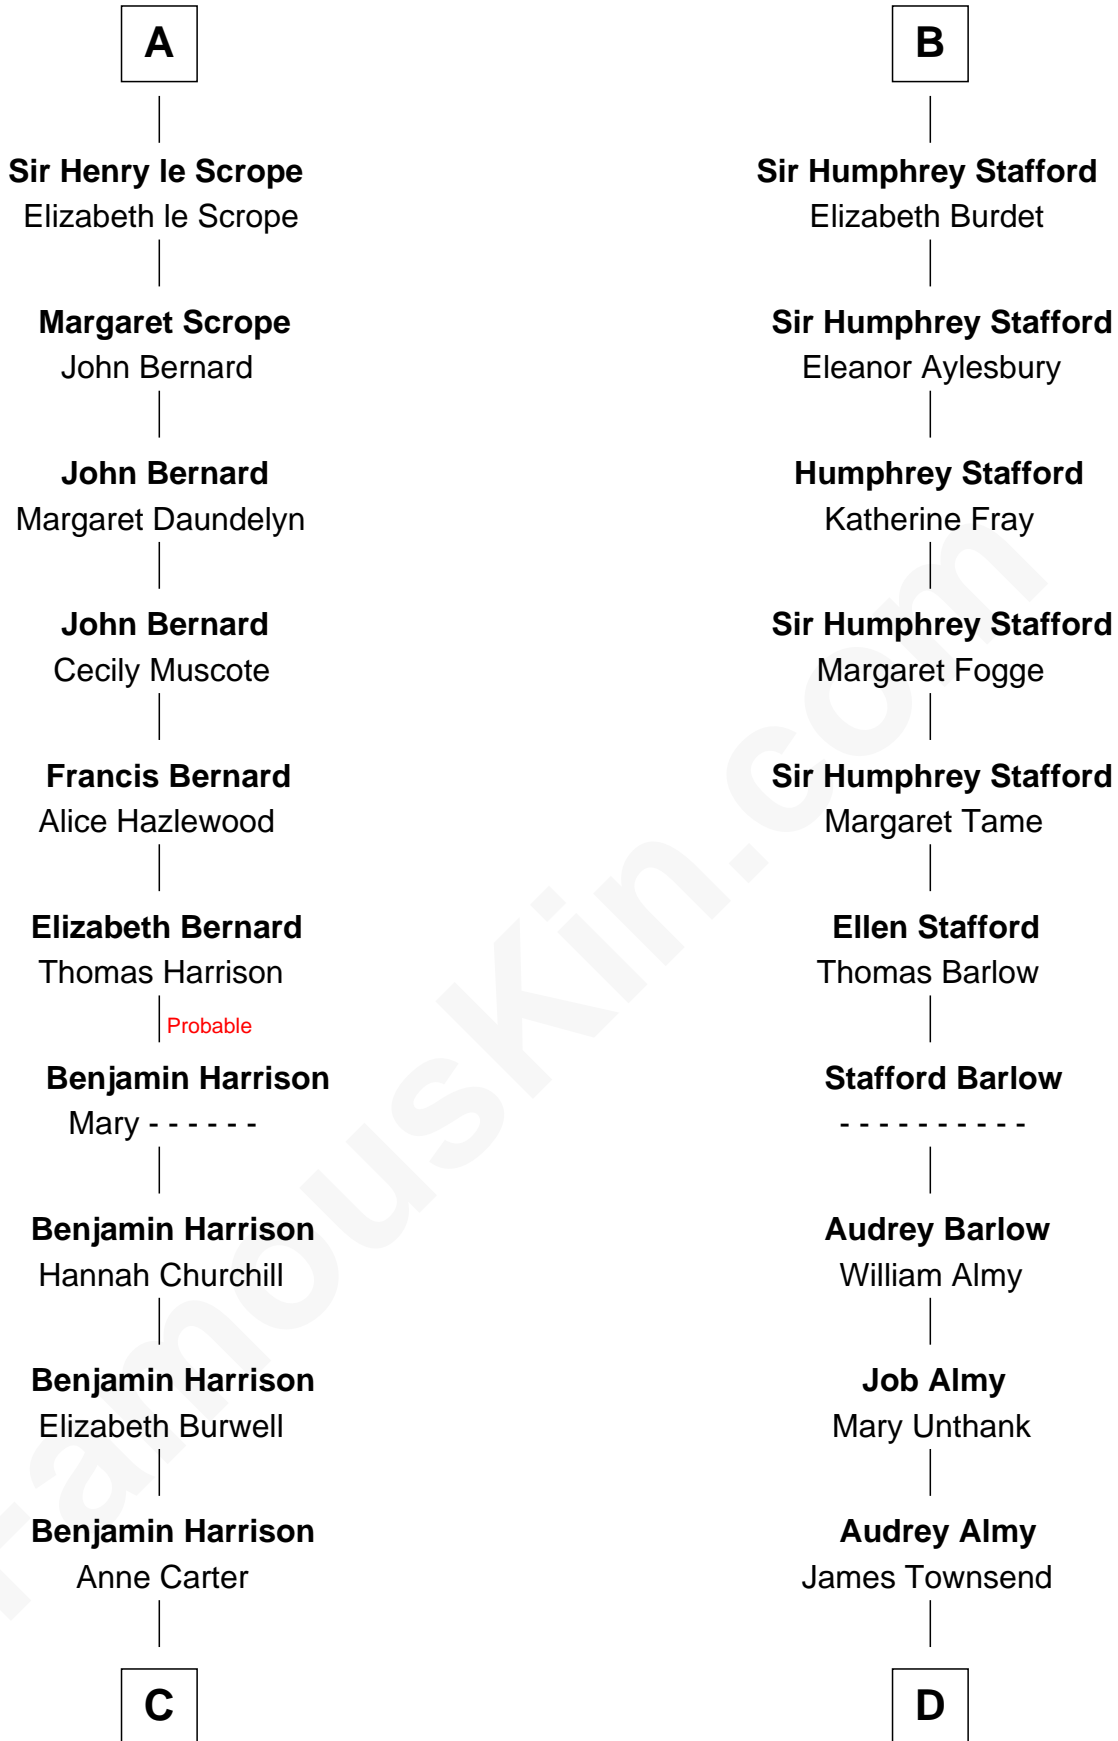 A
Sir Henry le Scrope
Elizabeth le Scrope
Margaret Scrope
John Bernard
John Bernard
Margaret Daundelyn
John Bernard
Cecily Muscote
Francis Bernard
Alice Hazlewood
Elizabeth Bernard
Thomas Harrison
Probable
Benjamin Harrison
Mary - - - - - -
Benjamin Harrison
Hannah Churchill
Benjamin Harrison
Elizabeth Burwell
Benjamin Harrison
Anne Carter
C
B
Sir Humphrey Stafford
Elizabeth Burdet
Sir Humphrey Stafford
Eleanor Aylesbury
Humphrey Stafford
Katherine Fray
Sir Humphrey Stafford
Margaret Fogge
Sir Humphrey Stafford
Margaret Tame
Ellen Stafford
Thomas Barlow
Stafford Barlow
- - - - - - - - - -
Audrey Barlow
William Almy
Job Almy
Mary Unthank
Audrey Almy
James Townsend
D
FamousKin.com